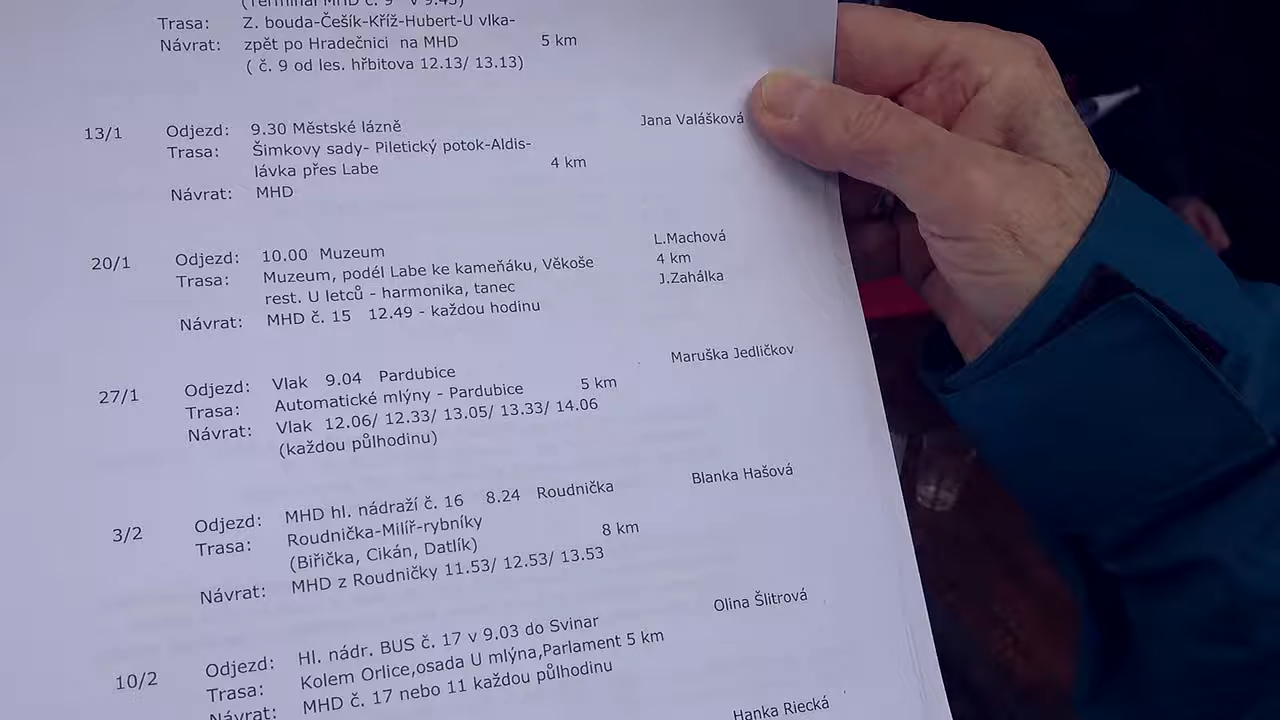 (Terminál MHD č. 9 v 9.45)
Trasa: Z. bouda-Češík-Kříž-Hubert-U vlka-
Návrat: zpět po Hradečnici na MHD 5 km
( č. 9 od les. hřbitova 12.13/ 13.13)
13/1 Odjezd: 9.30 Městské lázně Jana Valášková
Trasa: Šimkovy sady- Piletický potok-Aldis-
lávka přes Labe 4 km
Návrat: MHD
20/1 Odjezd: 10.00 Muzeum L.Machová
Trasa: Muzeum, podél Labe ke kameňáku, Věkoše 4 km
rest. U letců - harmonika, tanec J.Zahálka
Návrat: MHD č. 15 12.49 - každou hodinu
27/1 Odjezd: Vlak 9.04 Pardubice Maruška Jedličkov
Trasa: Automatické mlýny - Pardubice 5 km
Návrat: Vlak 12.06/ 12.33/ 13.05/ 13.33/ 14.06
(každou půlhodinu)
3/2 Odjezd: MHD hl. nádraží č. 16 8.24 Roudnička Blanka Hašová
Trasa: Roudnička-Milíř-rybníky
(Biřička, Cikán, Datlík) 8 km
Návrat: MHD z Roudničky 11.53/ 12.53/ 13.53
10/2 Odjezd: Hl. nádr. BUS č. 17 v 9.03 do Svinar Olina Šlitrová
Trasa: Kolem Orlice,osada U mlýna,Parlament 5 km
Návrat: MHD č. 17 nebo 11 každou půlhodinu
Hanka Riecká